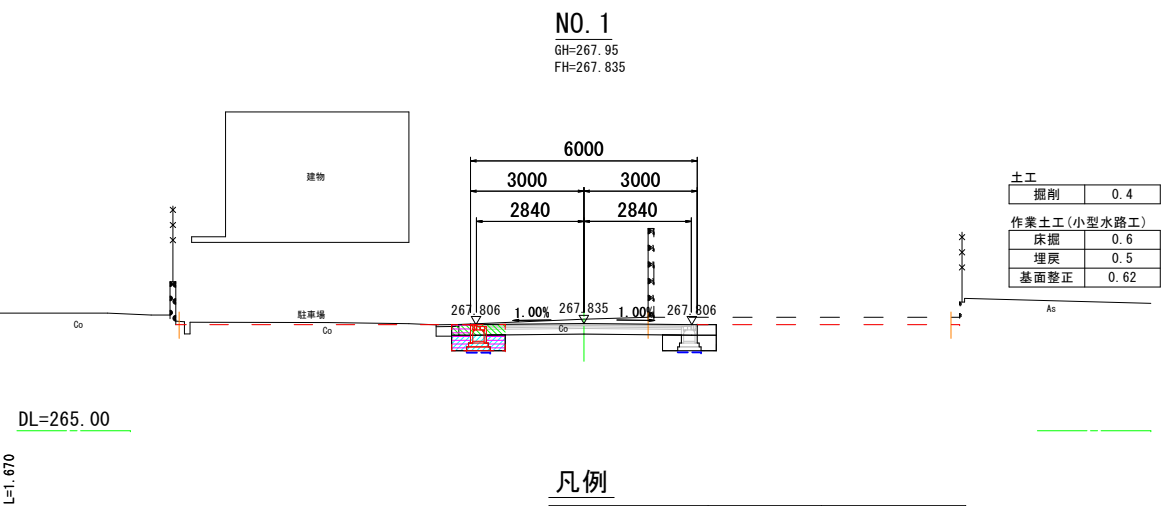 NO.1
GH=267.95
FH=267.835
建物
6000
3000 3000
2840 2840
土工
掘削 0.4
作業土工(小型水路工)
床掘 0.6
埋戻 0.5
基面整正 0.62
267.806 1.00% 267.835 1.00% 267.806
駐車場
Co
Co
Co
As
DL=265.00
L=1.670
凡例